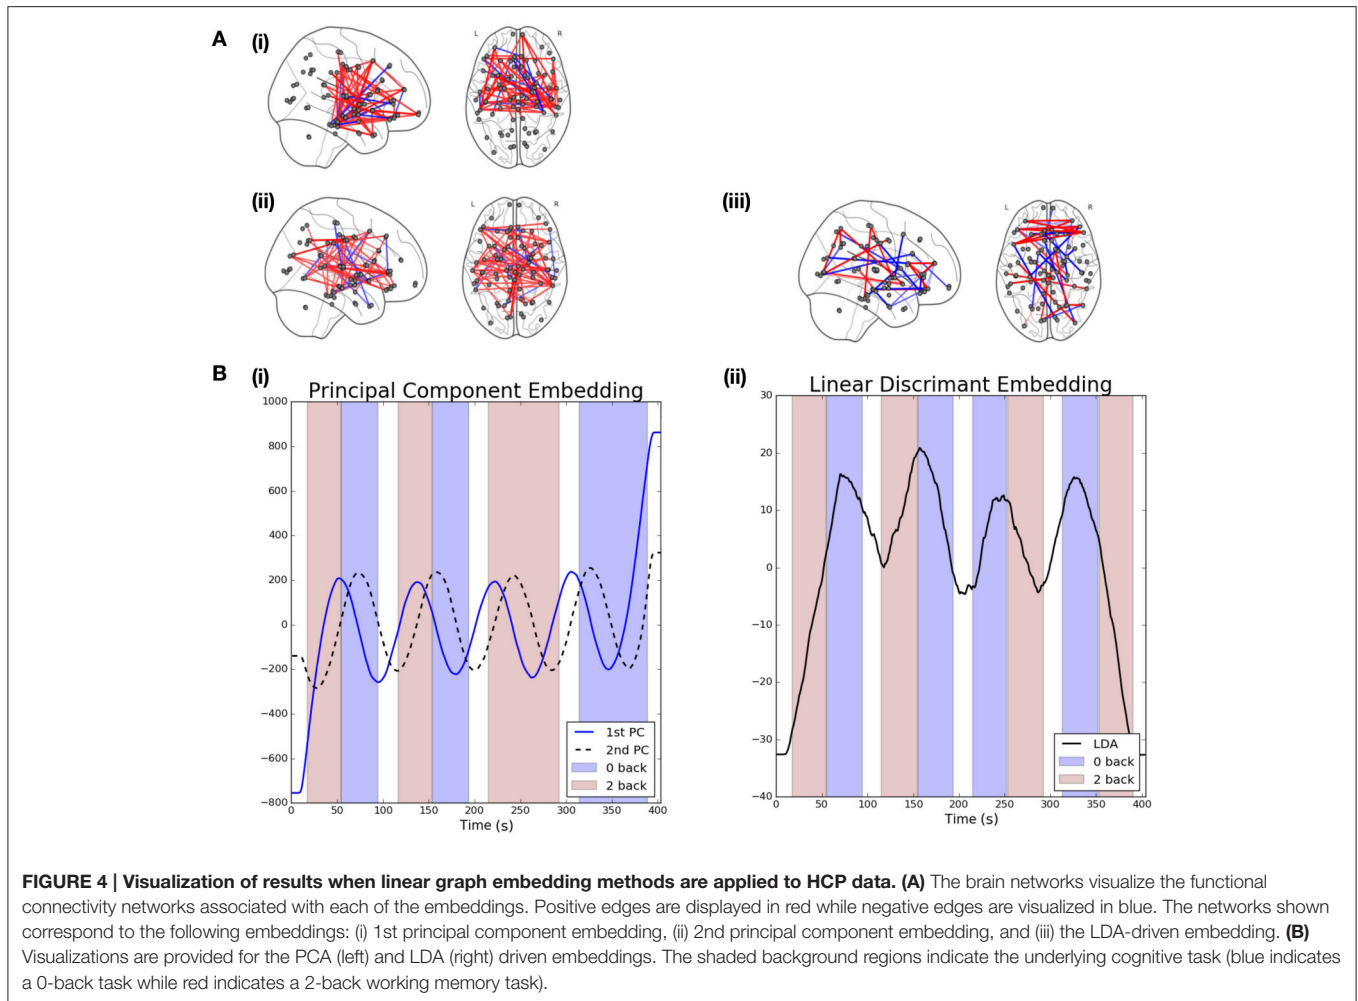 A (i)
L R
(ii)
L R
(iii)
L R
B (i)
Principal Component Embedding
1000
800
600
400
200
0
−200
−400
−600
−800
0 50 100 150 200 250 300 350 400
Time (s)
1st PC
2nd PC
0 back
2 back
(ii)
Linear Discrimant Embedding
30
20
10
0
−10
−20
−30
−40
0 50 100 150 200 250 300 350 400
Time (s)
LDA
0 back
2 back
FIGURE 4 | Visualization of results when linear graph embedding methods are applied to HCP data. (A) The brain networks visualize the functional
connectivity networks associated with each of the embeddings. Positive edges are displayed in red while negative edges are visualized in blue. The networks shown
correspond to the following embeddings: (i) 1st principal component embedding, (ii) 2nd principal component embedding, and (iii) the LDA-driven embedding. (B)
Visualizations are provided for the PCA (left) and LDA (right) driven embeddings. The shaded background regions indicate the underlying cognitive task (blue indicates
a 0-back task while red indicates a 2-back working memory task).